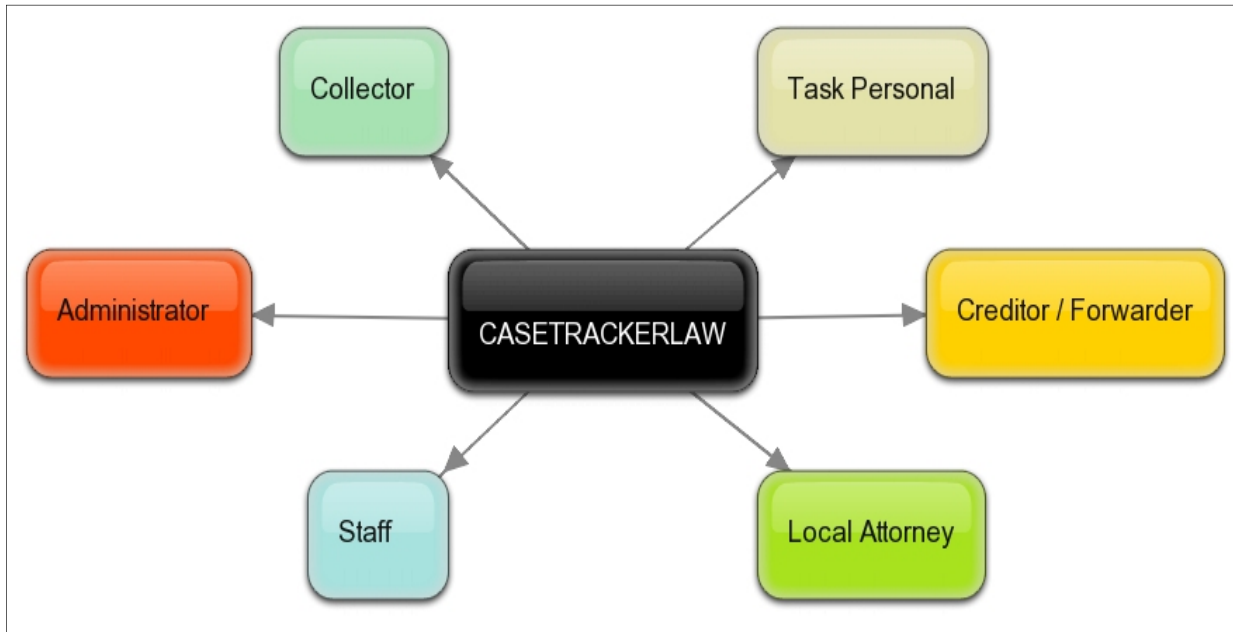 Collector
Task Personal
Administrator
CASETRACKERLAW
Creditor / Forwarder
Staff
Local Attorney